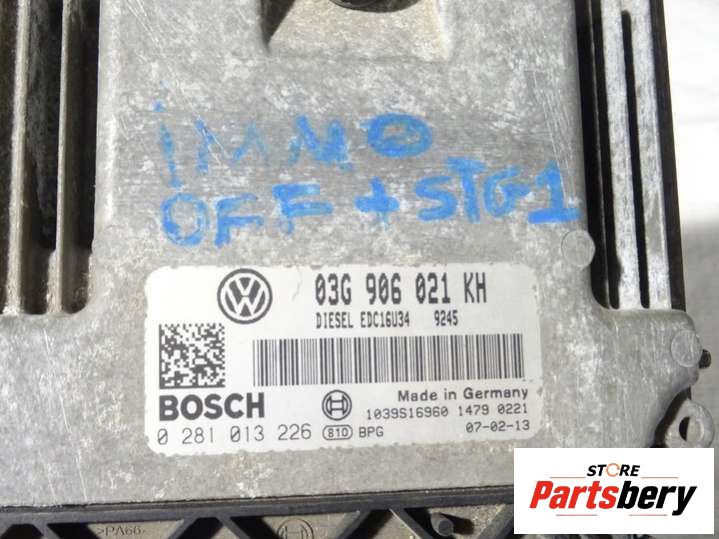 iMMO
OFF + STG1
03G 906 021 KH
DIESEL EDC16U34 9245
BOSCH
Made in Germany
1039S16960 1479 0221
0 281 013 226 810 BPG 07-02-13
>PA66-
STORE
Partsbery